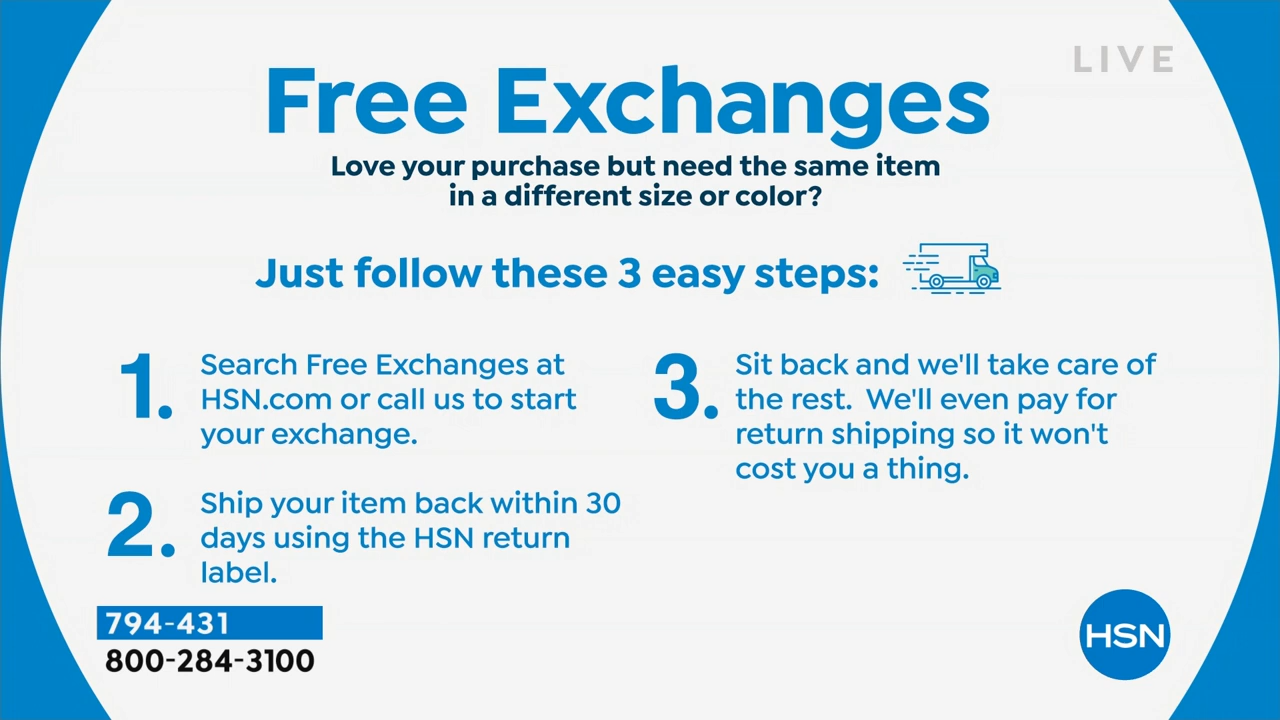 LIVE
Free Exchanges
Love your purchase but need the same item
in a different size or color?
Just follow these 3 easy steps:
1. Search Free Exchanges at
HSN.com or call us to start
your exchange.
2. Ship your item back within 30
days using the HSN return
label.
3. Sit back and we'll take care of
the rest.  We'll even pay for
return shipping so it won't
cost you a thing.
794-431
800-284-3100
HSN